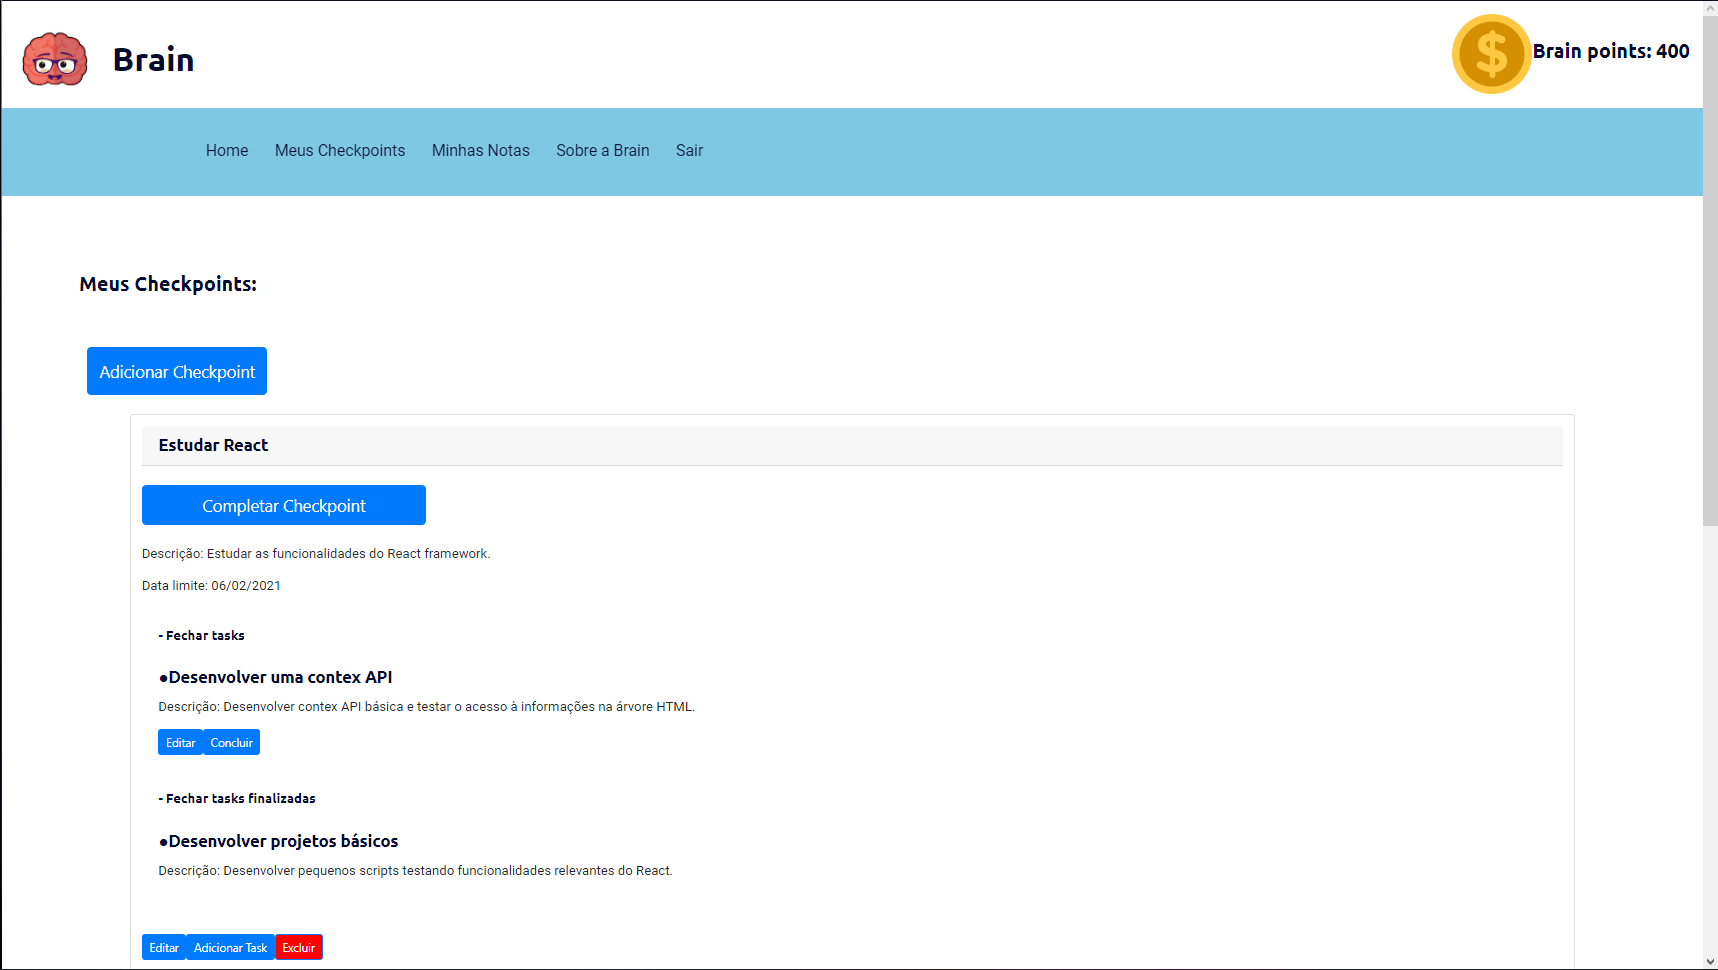 Brain
$ Brain points: 400
Home Meus Checkpoints Minhas Notas Sobre a Brain Sair
Meus Checkpoints:
Adicionar Checkpoint
Estudar React
Completar Checkpoint
Descrição: Estudar as funcionalidades do React framework.
Data limite: 06/02/2021
- Fechar tasks
●Desenvolver uma contex API
Descrição: Desenvolver contex API básica e testar o acesso à informações na árvore HTML.
Editar Concluir
- Fechar tasks finalizadas
●Desenvolver projetos básicos
Descrição: Desenvolver pequenos scripts testando funcionalidades relevantes do React.
Editar Adicionar Task Excluir